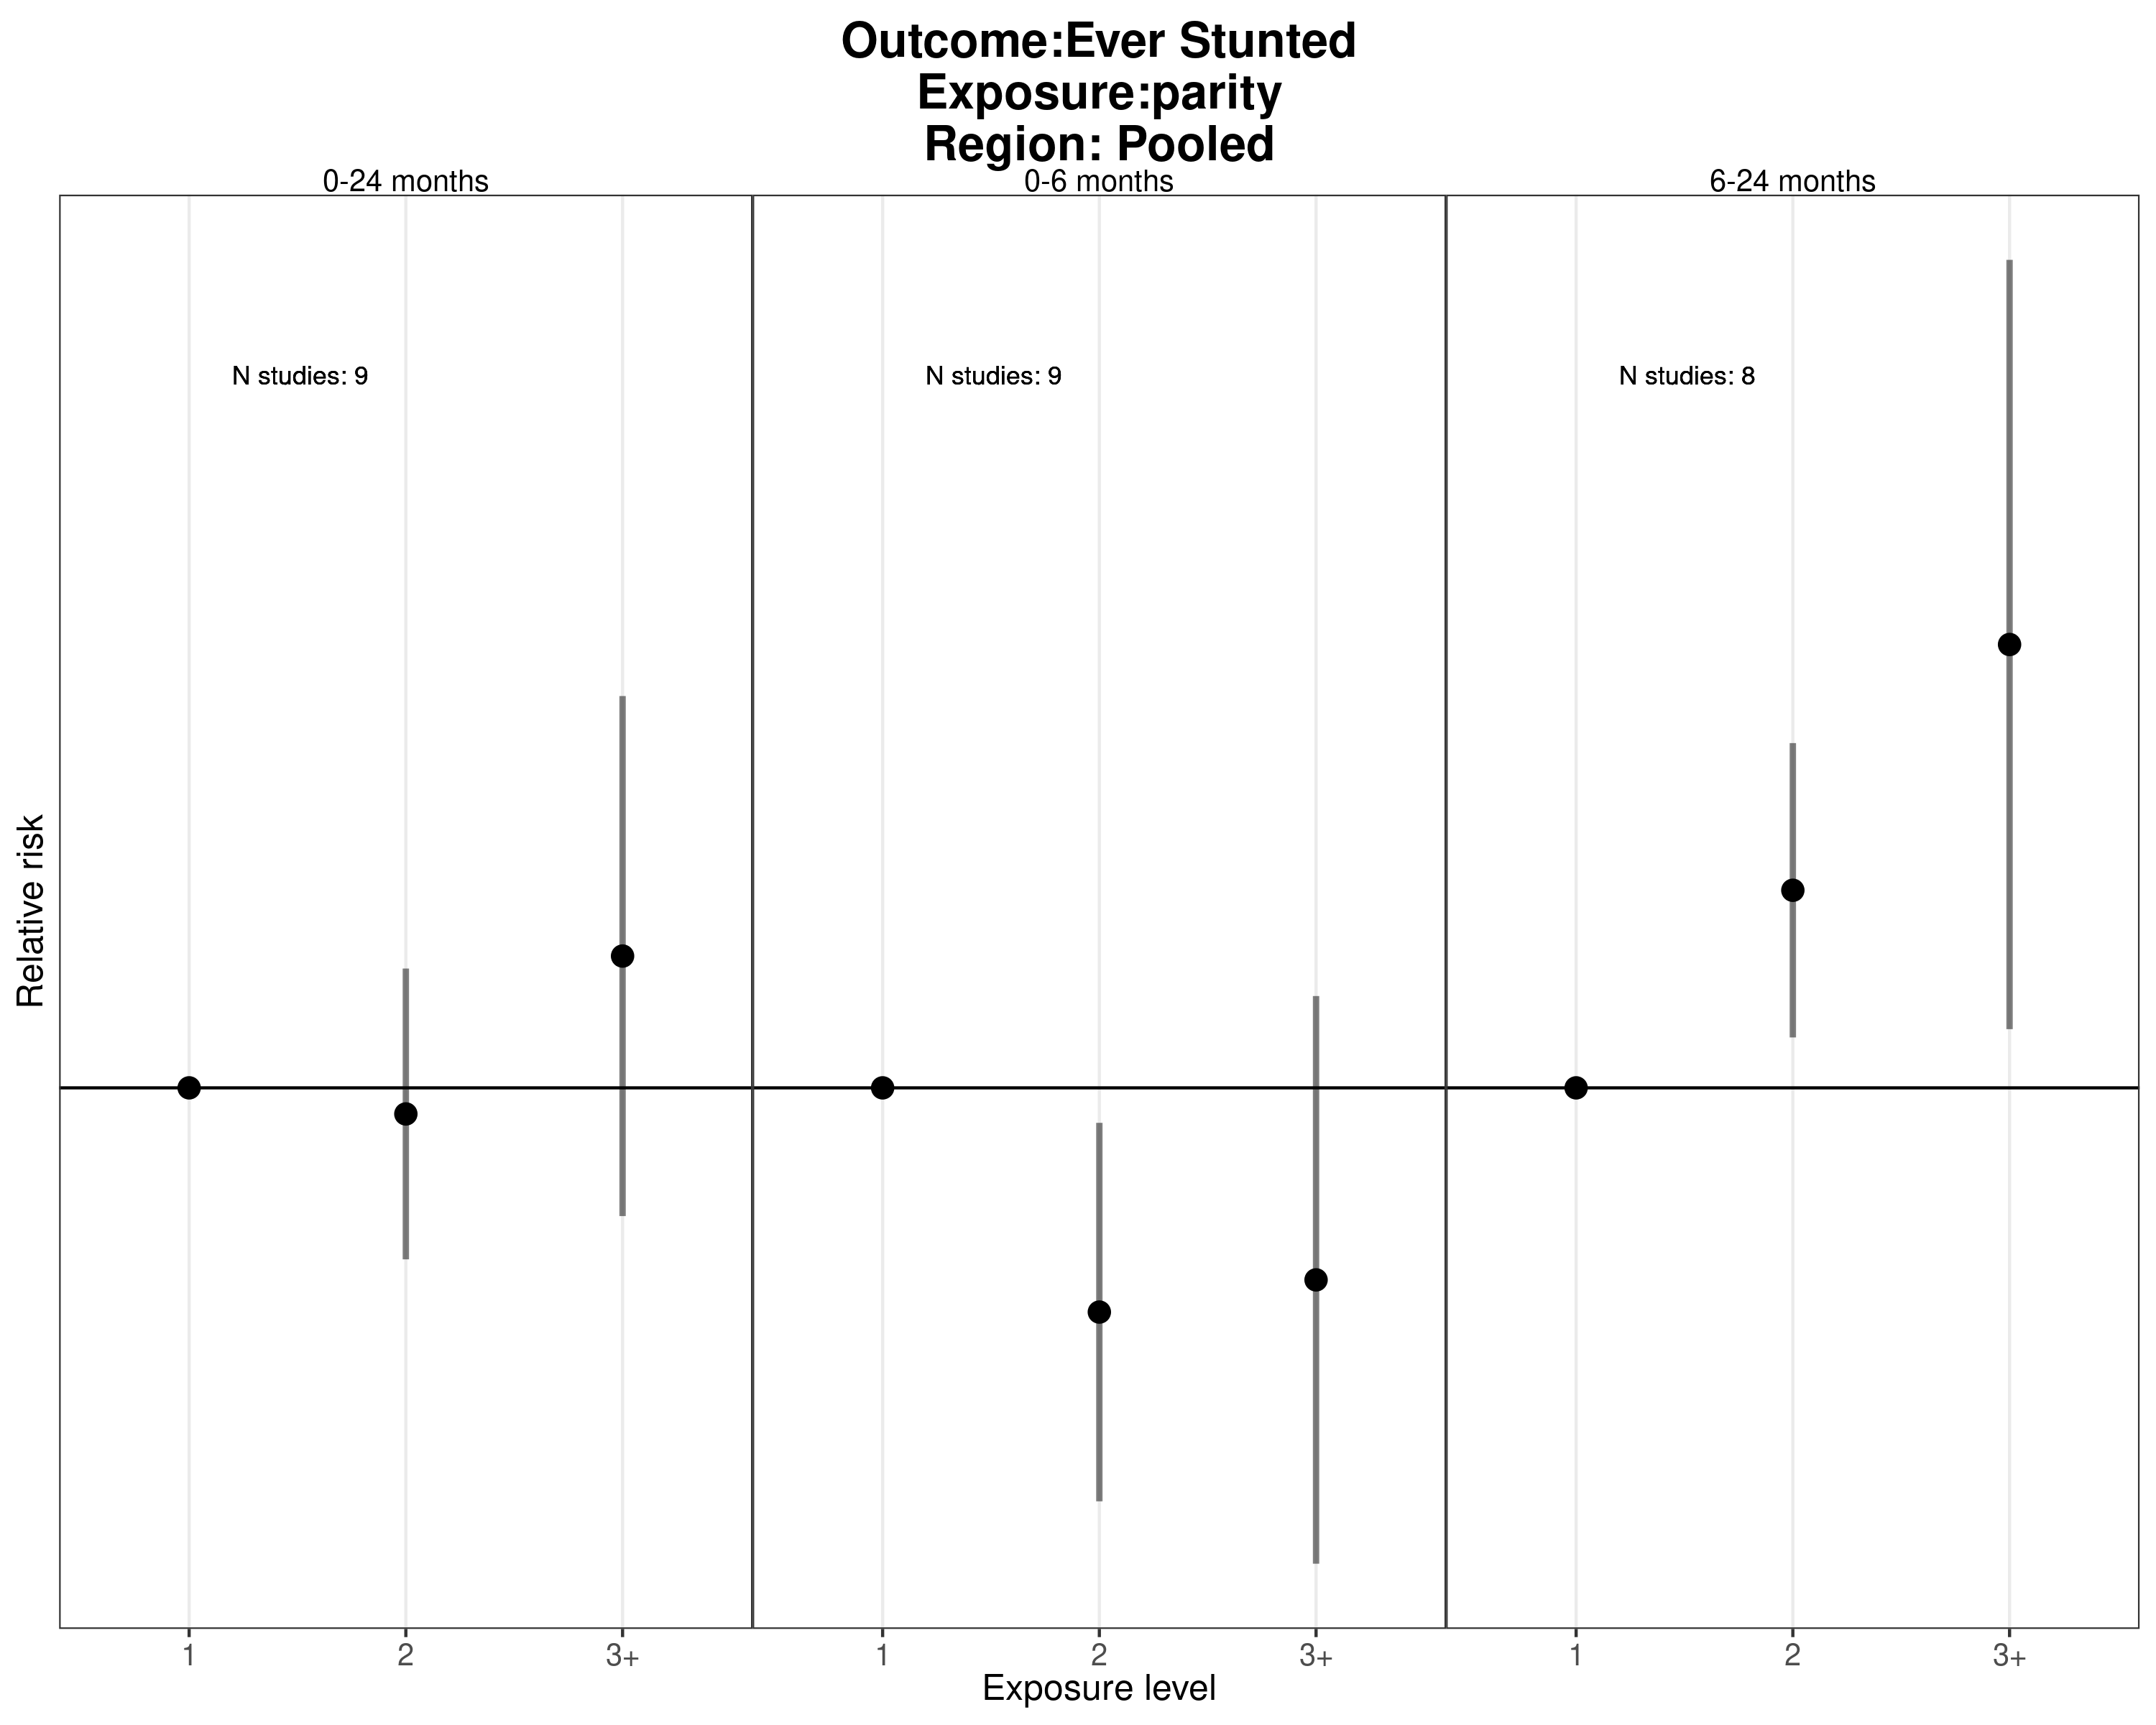 Outcome:Ever Stunted
Exposure:parity
Region: Pooled
0-24 months
0-6 months
6-24 months
N studies: 9
N studies: 9
N studies: 8
Relative risk
1
2
3+
1
2
3+
1
2
3+
Exposure level